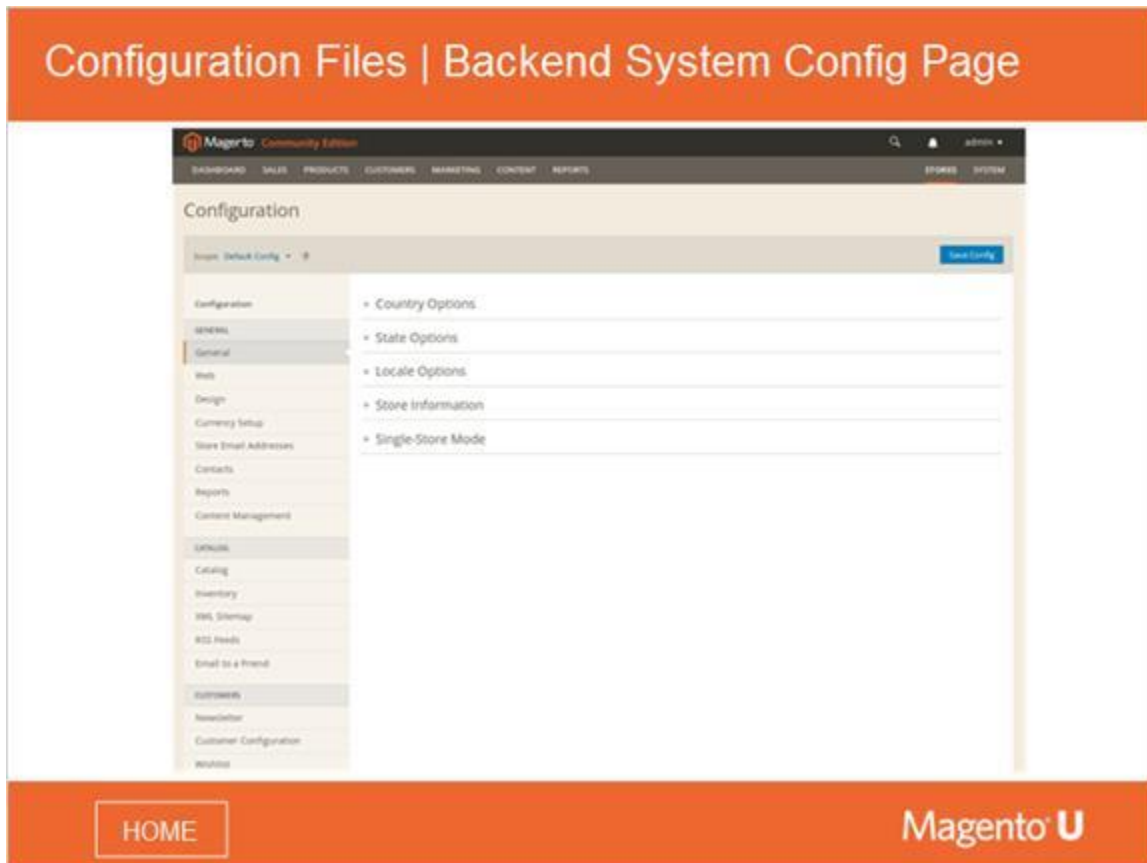 Configuration Files | Backend System Config Page
Magento Community Edition
admin
DASHBOARD SALES PRODUCTS CUSTOMERS MARKETING CONTENT REPORTS STORES SYSTEM
Configuration
Scope: Default Config
Save Config
Configuration
GENERAL
General
Web
Design
Currency Setup
Store Email Addresses
Contacts
Reports
Content Management
CATALOG
Catalog
Inventory
XML Sitemap
RSS Feeds
Email to a Friend
CUSTOMERS
Newsletter
Customer Configuration
Wishlist
Country Options
State Options
Locale Options
Store Information
Single-Store Mode
HOME
Magento U